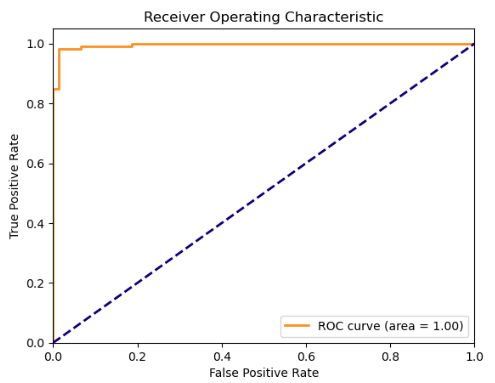 Receiver Operating Characteristic
True Positive Rate
1.0
0.8
0.6
0.4
0.2
0.0
0.0 0.2 0.4 0.6 0.8 1.0
False Positive Rate
ROC curve (area = 1.00)